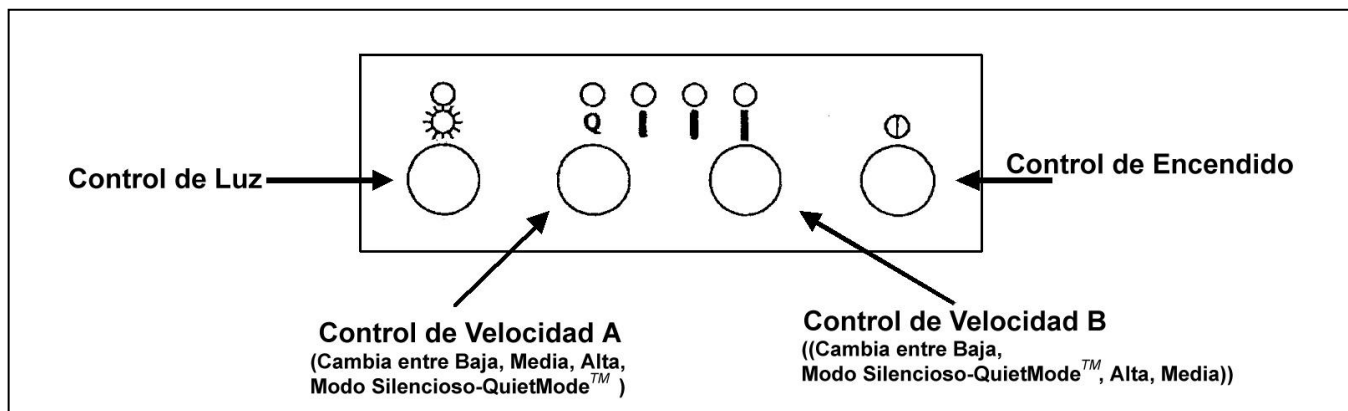 Q
Control de Luz
Control de Encendido
Control de Velocidad A
(Cambia entre Baja, Media, Alta,
Modo Silencioso-QuietMode™ )
Control de Velocidad B
((Cambia entre Baja,
Modo Silencioso-QuietMode™, Alta, Media))